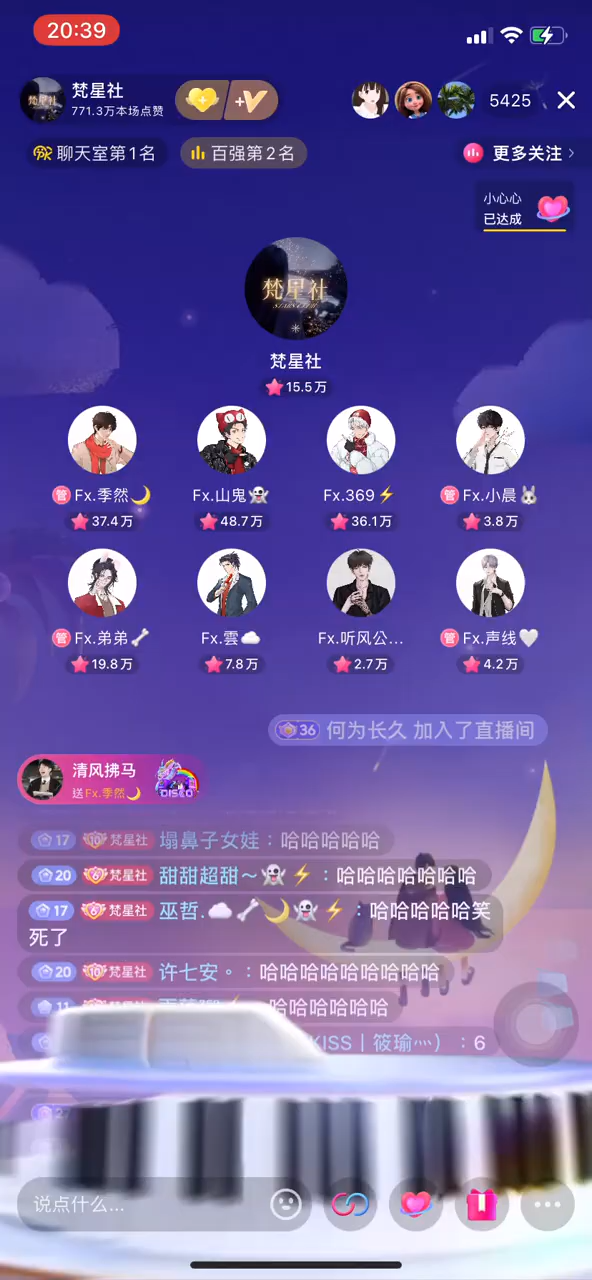 20:39
梵星社
771.3万本场点赞
+V
5425
聊天室第1名
百强第2名
更多关注
小心心
已达成
梵星社
梵星社
15.5万
管 Fx.季然🌙
Fx.山鬼👻
Fx.369⚡
管 Fx.小晨🐰
37.4万
48.7万
36.1万
3.8万
管 Fx.弟弟🦴
Fx.雲☁️
Fx.听风公...
管 Fx.声线🤍
19.8万
7.8万
2.7万
4.2万
36 何为长久 加入了直播间
清风拂马
送Fx.季然🌙
DISCO
17 10 梵星社 塌鼻子女娃：哈哈哈哈哈
20 6 梵星社 甜甜超甜～👻⚡：哈哈哈哈哈哈哈
17 6 梵星社 巫哲.☁️🦴🌙👻⚡：哈哈哈哈哈笑
死了
20 10 梵星社 许七安。：哈哈哈哈哈哈哈哈哈
11 哈哈哈哈哈哈
KISS｜筱瑜〃〃）：6
27
说点什么...